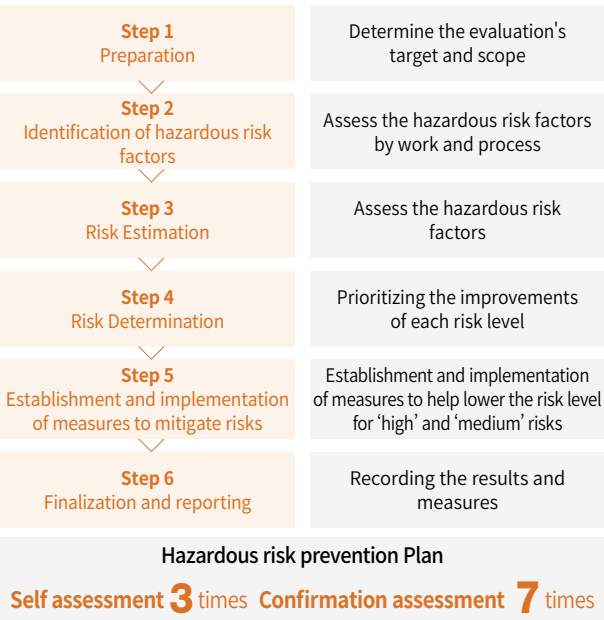 Step 1
Preparation
Determine the evaluation's
target and scope
Step 2
Identification of hazardous risk
factors
Assess the hazardous risk factors
by work and process
Step 3
Risk Estimation
Assess the hazardous risk
factors
Step 4
Risk Determination
Prioritizing the improvements
of each risk level
Step 5
Establishment and implementation
of measures to mitigate risks
Establishment and implementation
of measures to help lower the risk level
for ‘high’ and ‘medium’ risks
Step 6
Finalization and reporting
Recording the results and
measures
Hazardous risk prevention Plan
Self assessment 3 times Confirmation assessment 7 times